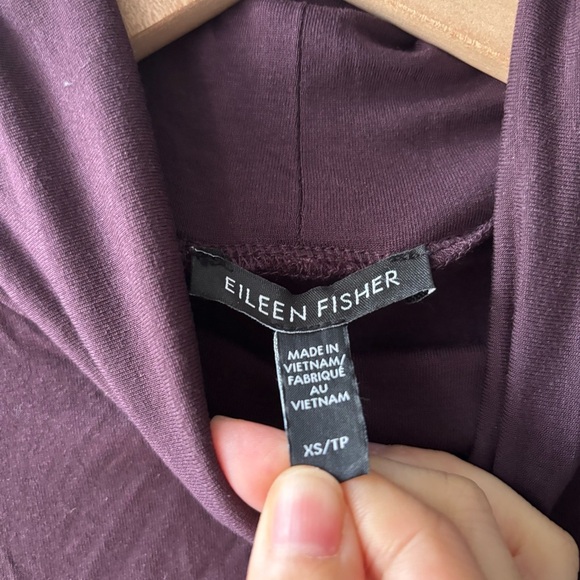 EILEEN FISHER
MADE IN
VIETNAM/
FABRIQUÉ
AU
VIETNAM
XS/TP